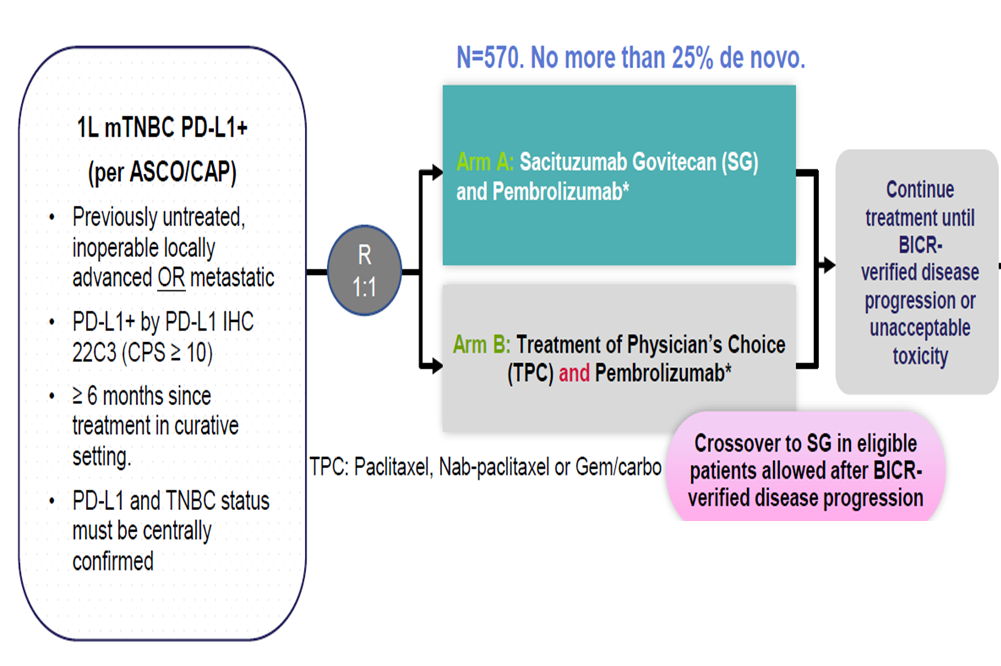 N=570. No more than 25% de novo.
1L mTNBC PD-L1+
(per ASCO/CAP)
• Previously untreated,
inoperable locally
advanced OR metastatic
• PD-L1+ by PD-L1 IHC
22C3 (CPS ≥ 10)
• ≥ 6 months since
treatment in curative
setting.
• PD-L1 and TNBC status
must be centrally
confirmed
R
1:1
Arm A: Sacituzumab Govitecan (SG)
and Pembrolizumab*
Arm B: Treatment of Physician's Choice
(TPC) and Pembrolizumab*
TPC: Paclitaxel, Nab-paclitaxel or Gem/carbo
Crossover to SG in eligible
patients allowed after BICR-
verified disease progression
Continue
treatment until
BICR-
verified disease
progression or
unacceptable
toxicity